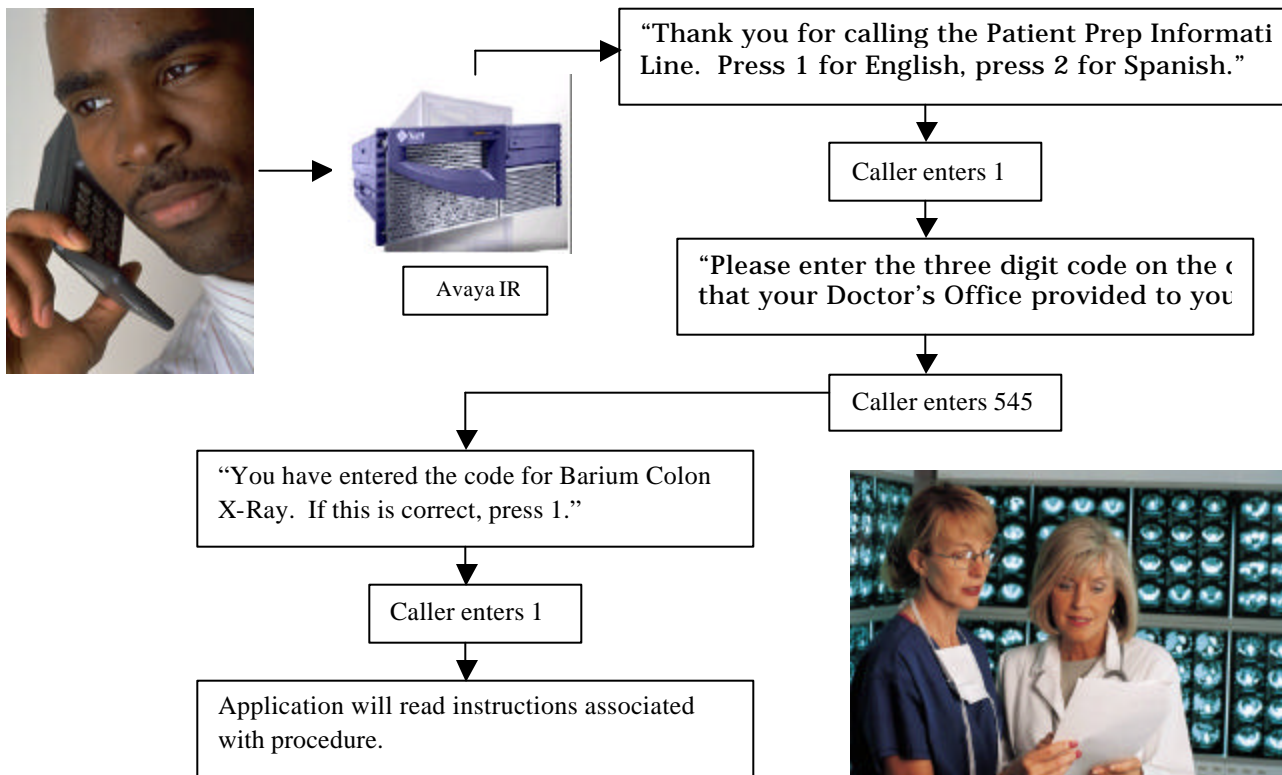 “Thank you for calling the Patient Prep Informati
Line.  Press 1 for English, press 2 for Spanish.”
Caller enters 1
Avaya IR
“Please enter the three digit code on the c
that your Doctor’s Office provided to you
Caller enters 545
“You have entered the code for Barium Colon
X-Ray.  If this is correct, press 1.”
Caller enters 1
Application will read instructions associated
with procedure.